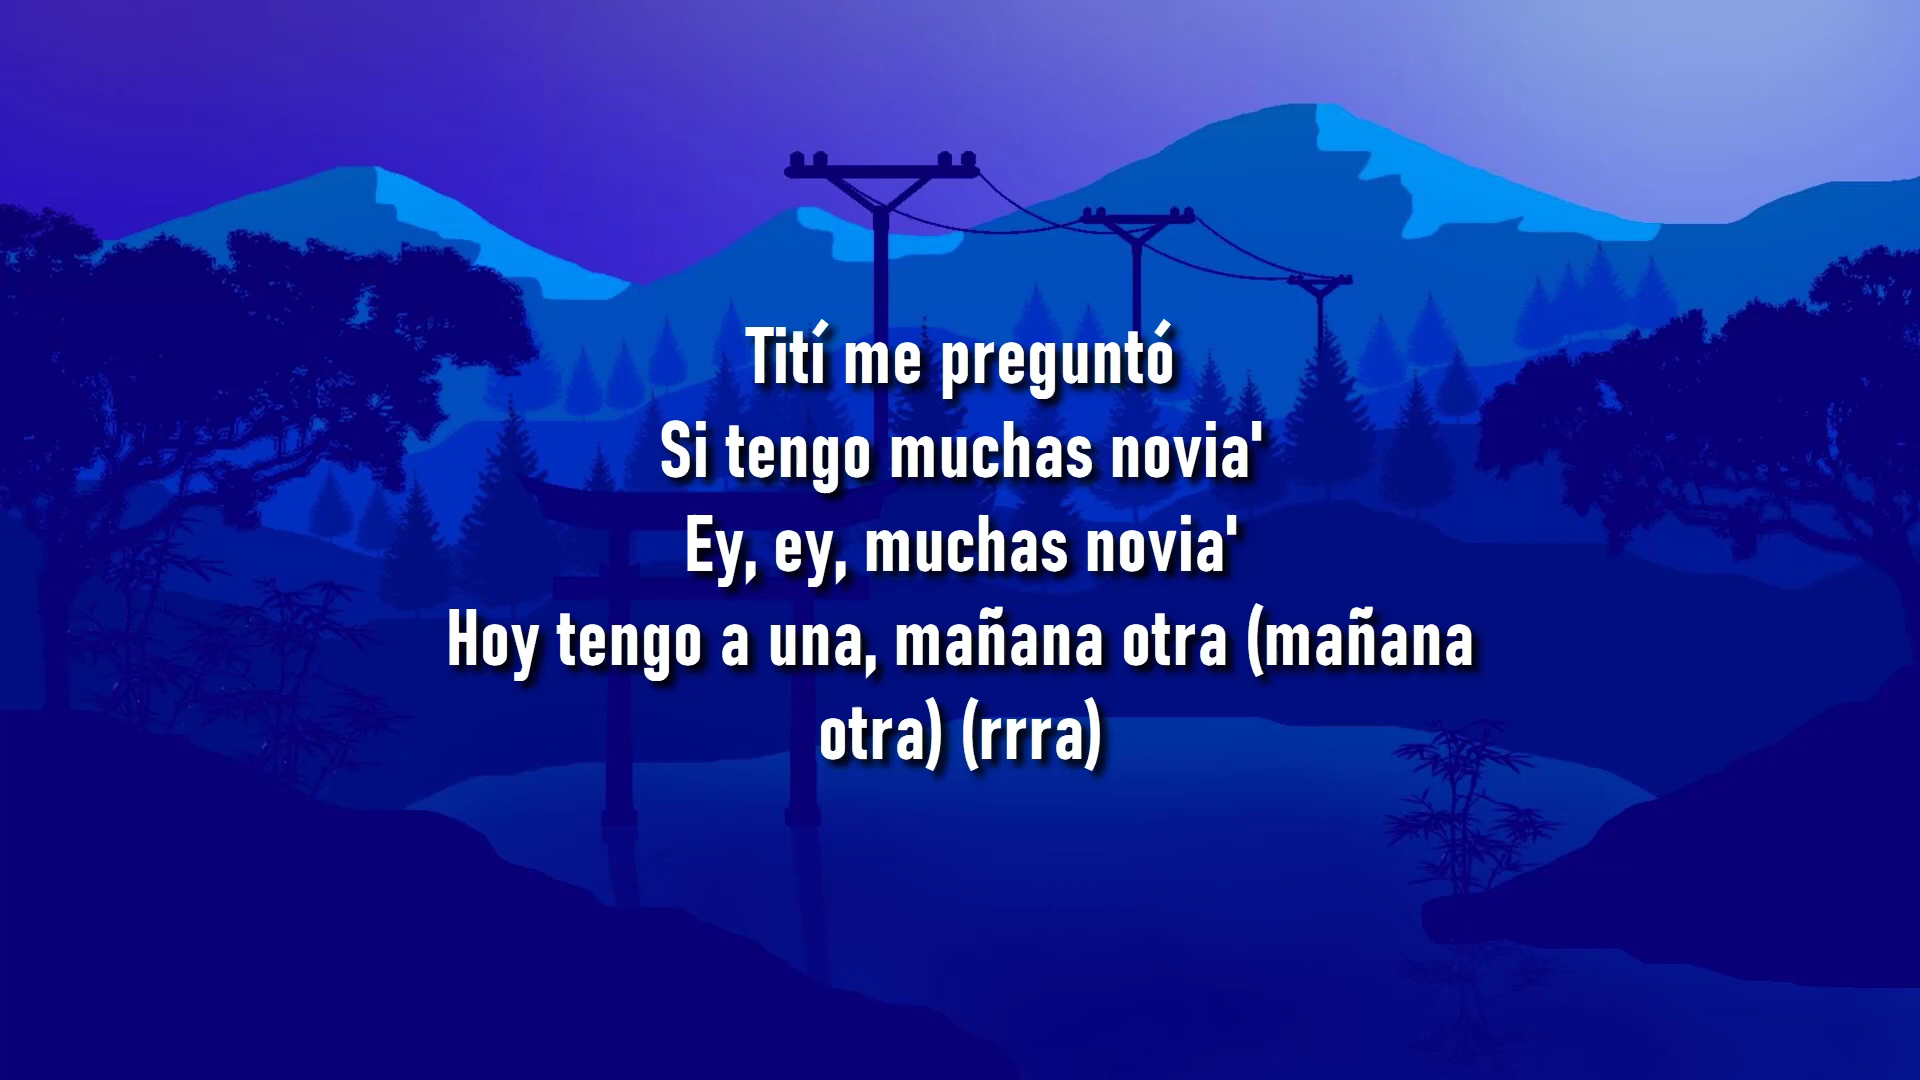 Tití me preguntó
Si tengo muchas novia'
Ey, ey, muchas novia'
Hoy tengo a una, mañana otra (mañana
otra) (rrra)